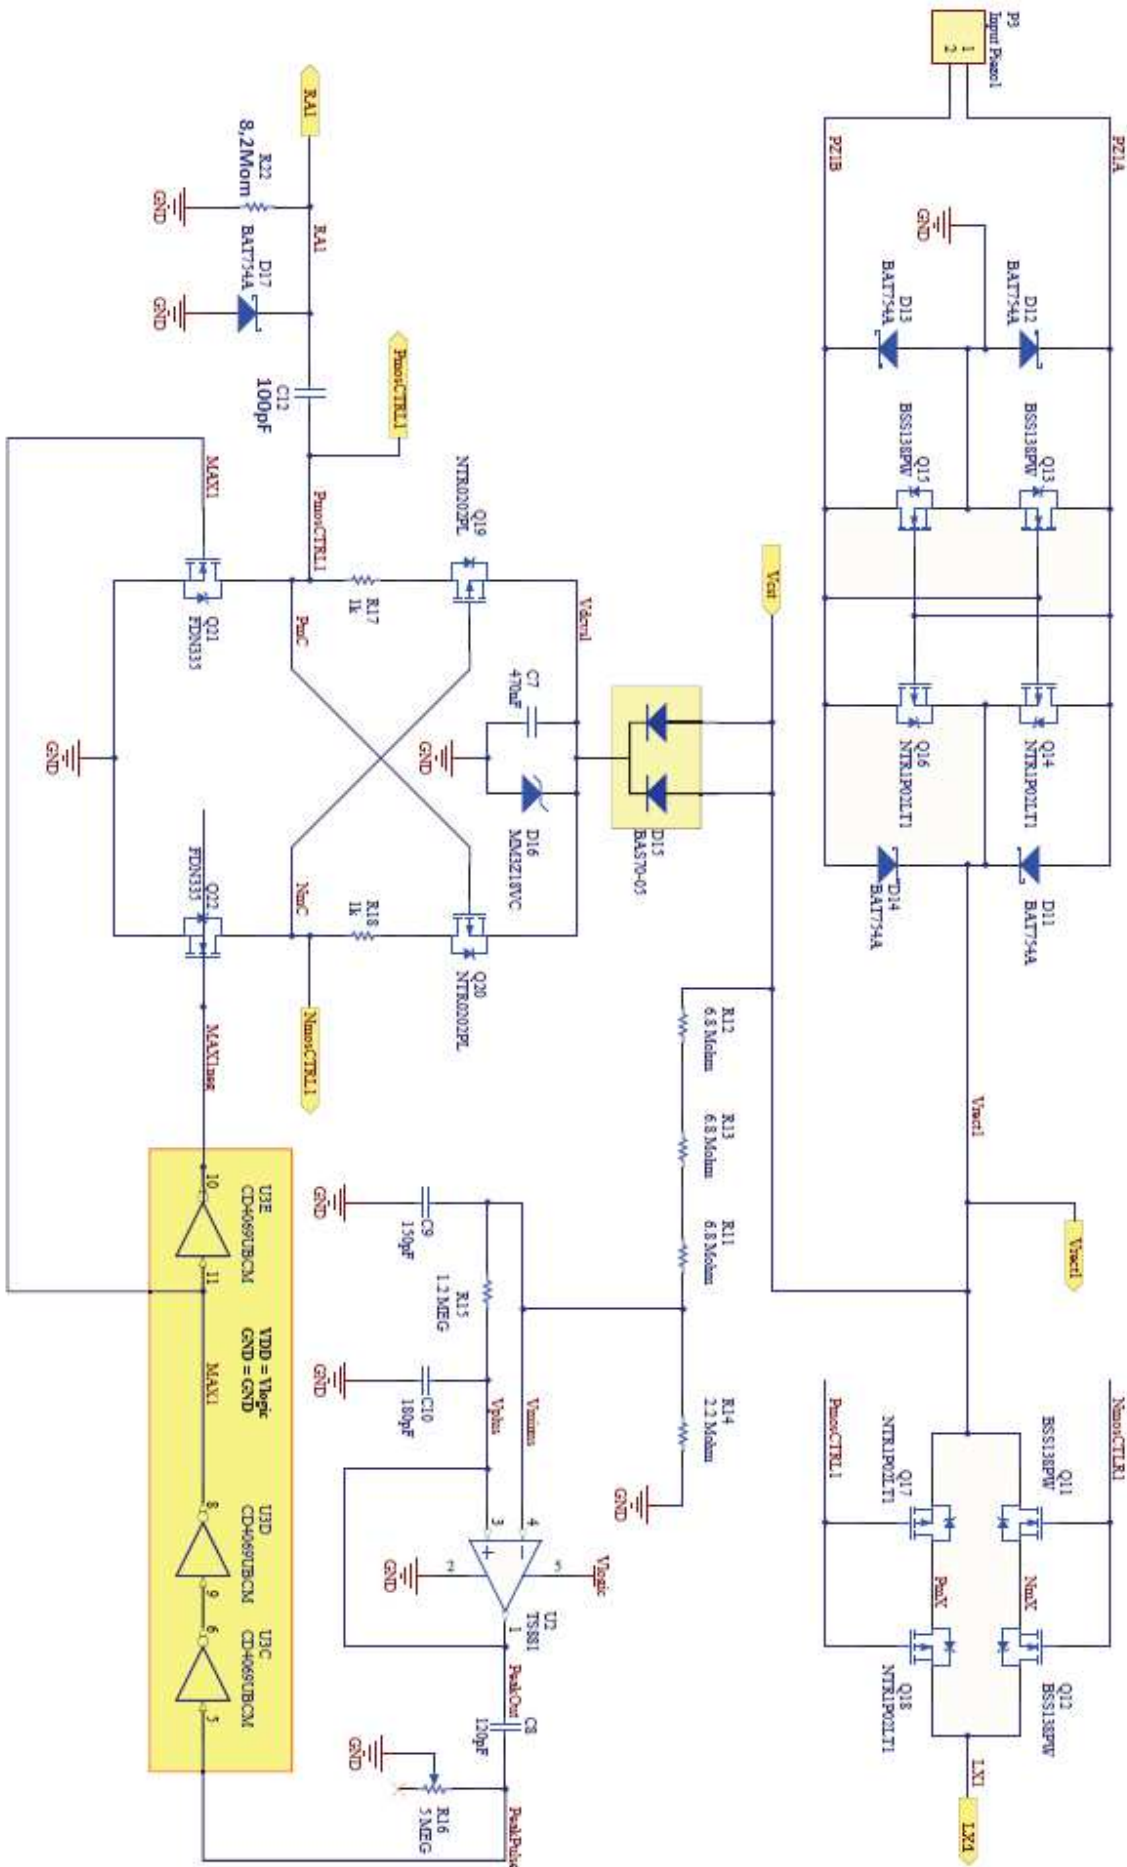 P3
Input Piezo1
1
2
PZ1A
PZ1B
GND
D12
BAT754A
D13
BAT754A
Q13
BSS138PW
Q15
BSS138PW
Q14
NTR1P02LT1
Q16
NTR1P02LT1
D11
BAT754A
D14
BAT754A
Vrect1
Vrect1
NmosCTLR1
Q11
BSS138PW
Q12
BSS138PW
NmX
PmX
Q17
NTR1P02LT1
Q18
NTR1P02LT1
PmosCTRL1
LX1
LX1
RA1
R22
8,2Mom
GND
RA1
D17
BAT754A
GND
C12
100pF
PmosCTRL1
PmosCTRL1
Q19
NTR0202PL
R17
1k
PmC
MAX1
Q21
FDN335
GND
Vcst
D15
BAS70-05
C7
470nF
GND
D16
MM3Z18VC
Q20
NTR0202PL
R18
1k
NmC
NmosCTRL1
Q22
FDN335
MAX1neg
R12
6.8 Mohm
R13
6.8 Mohm
R11
6.8 Mohm
R14
2.2 Mohm
GND
C9
150pF
GND
R15
1.2 MEG
C10
180pF
GND
Vminus
Vplus
4
3
5
2
1
Vlogic
GND
U2
TS881
PeakOut
C8
120pF
GND
R16
5 MEG
PeakPulse
U3E
CD4069UBCM
10
11
VDD = Vlogic
GND = GND
MAX1
U3D
CD4069UBCM
8
9
U3C
CD4069UBCM
6
5